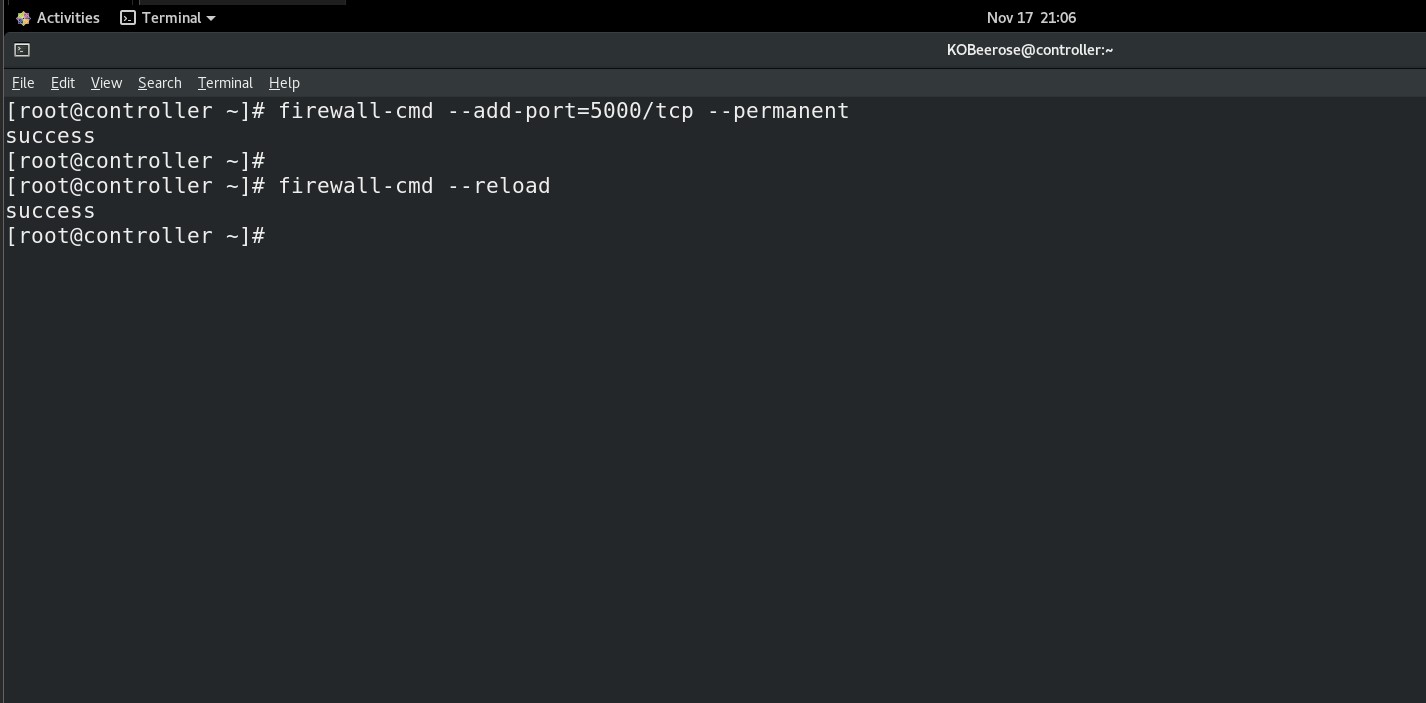 Activities Terminal Nov 17 21:06
KOBeerose@controller:~
File Edit View Search Terminal Help
[root@controller ~]# firewall-cmd --add-port=5000/tcp --permanent
success
[root@controller ~]#
[root@controller ~]# firewall-cmd --reload
success
[root@controller ~]#